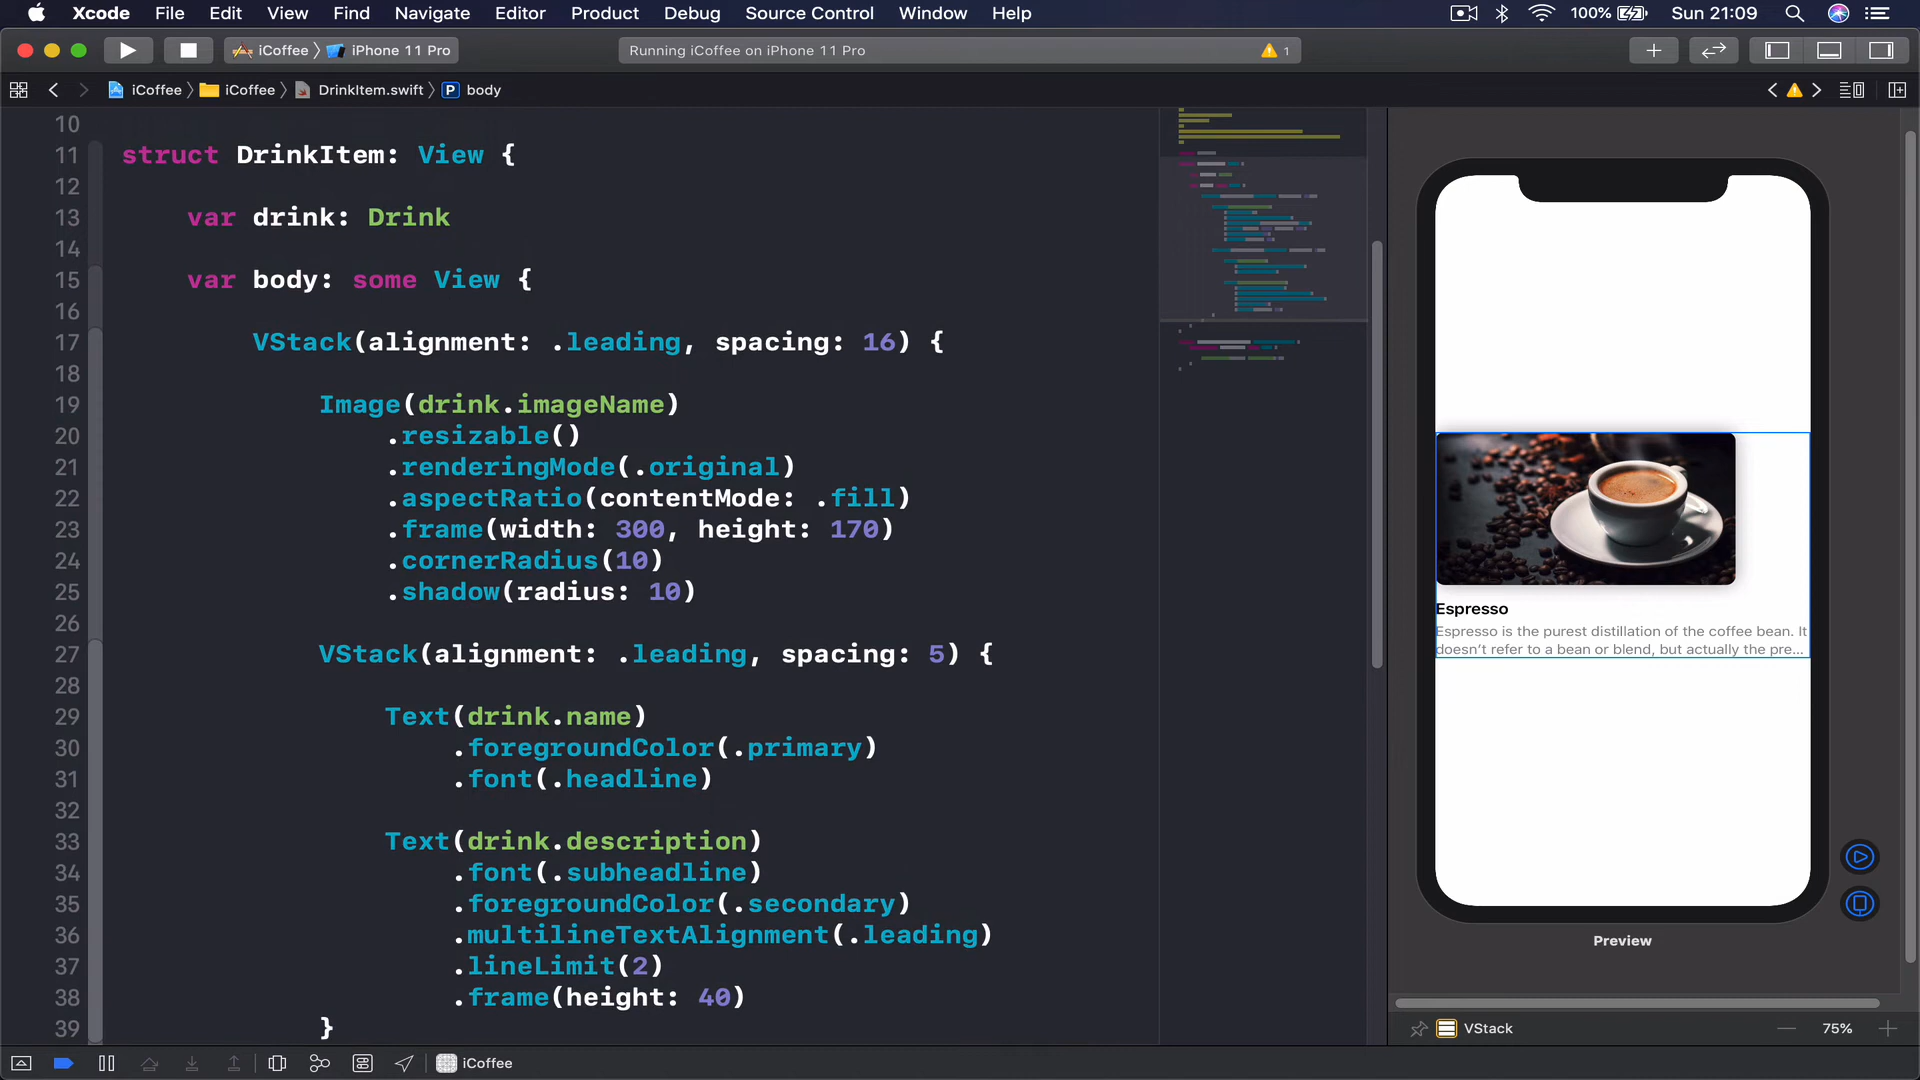 Xcode File Edit View Find Navigate Editor Product Debug Source Control Window Help 100% Sun 21:09
iCoffee iPhone 11 Pro Running iCoffee on iPhone 11 Pro 1
iCoffee iCoffee DrinkItem.swift P body
10
11 struct DrinkItem: View {
12
13 var drink: Drink
14
15 var body: some View {
16
17 VStack(alignment: .leading, spacing: 16) {
18
19 Image(drink.imageName)
20 .resizable()
21 .renderingMode(.original)
22 .aspectRatio(contentMode: .fill)
23 .frame(width: 300, height: 170)
24 .cornerRadius(10)
25 .shadow(radius: 10)
26
27 VStack(alignment: .leading, spacing: 5) {
28
29 Text(drink.name)
30 .foregroundColor(.primary)
31 .font(.headline)
32
33 Text(drink.description)
34 .font(.subheadline)
35 .foregroundColor(.secondary)
36 .multilineTextAlignment(.leading)
37 .lineLimit(2)
38 .frame(height: 40)
39 }
Espresso
Espresso is the purest distillation of the coffee bean. It
doesn’t refer to a bean or blend, but actually the pre...
Preview
VStack 75%
iCoffee